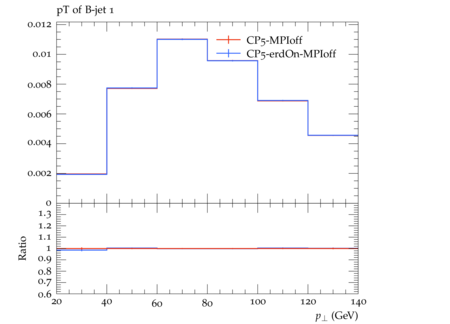 pT of B-jet 1
0.012
CP5-MPIoff
CP5-erdOn-MPIoff
0.01
0.008
0.006
0.004
0.002
0
1.3
1.2
1.1
1
0.9
0.8
0.7
0.6
Ratio
20 40 60 80 100 120 140
p⊥ (GeV)